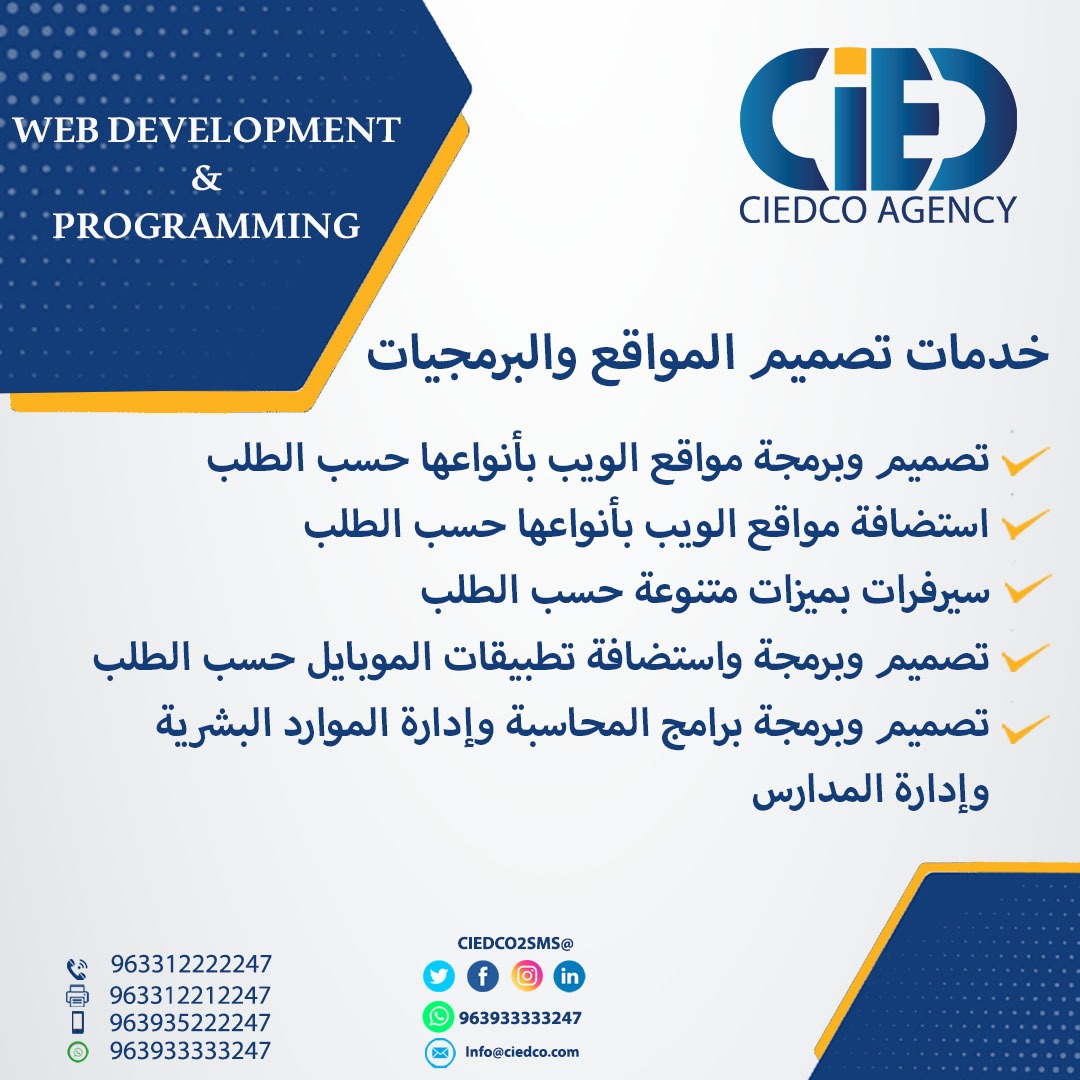 WEB DEVELOPMENT
&
PROGRAMMING
CiED
CIEDCO AGENCY
خدمات تصميم المواقع والبرمجيات
تصميم وبرمجة مواقع الويب بأنواعها حسب الطلب
استضافة مواقع الويب بأنواعها حسب الطلب
سيرفرات بميزات متنوعة حسب الطلب
تصميم وبرمجة واستضافة تطبيقات الموبايل حسب الطلب
تصميم وبرمجة برامج المحاسبة وإدارة الموارد البشرية
وإدارة المدارس
963312222247
963312212247
963935222247
963933333247
CIEDCO2SMS@
963933333247
Info@ciedco.com